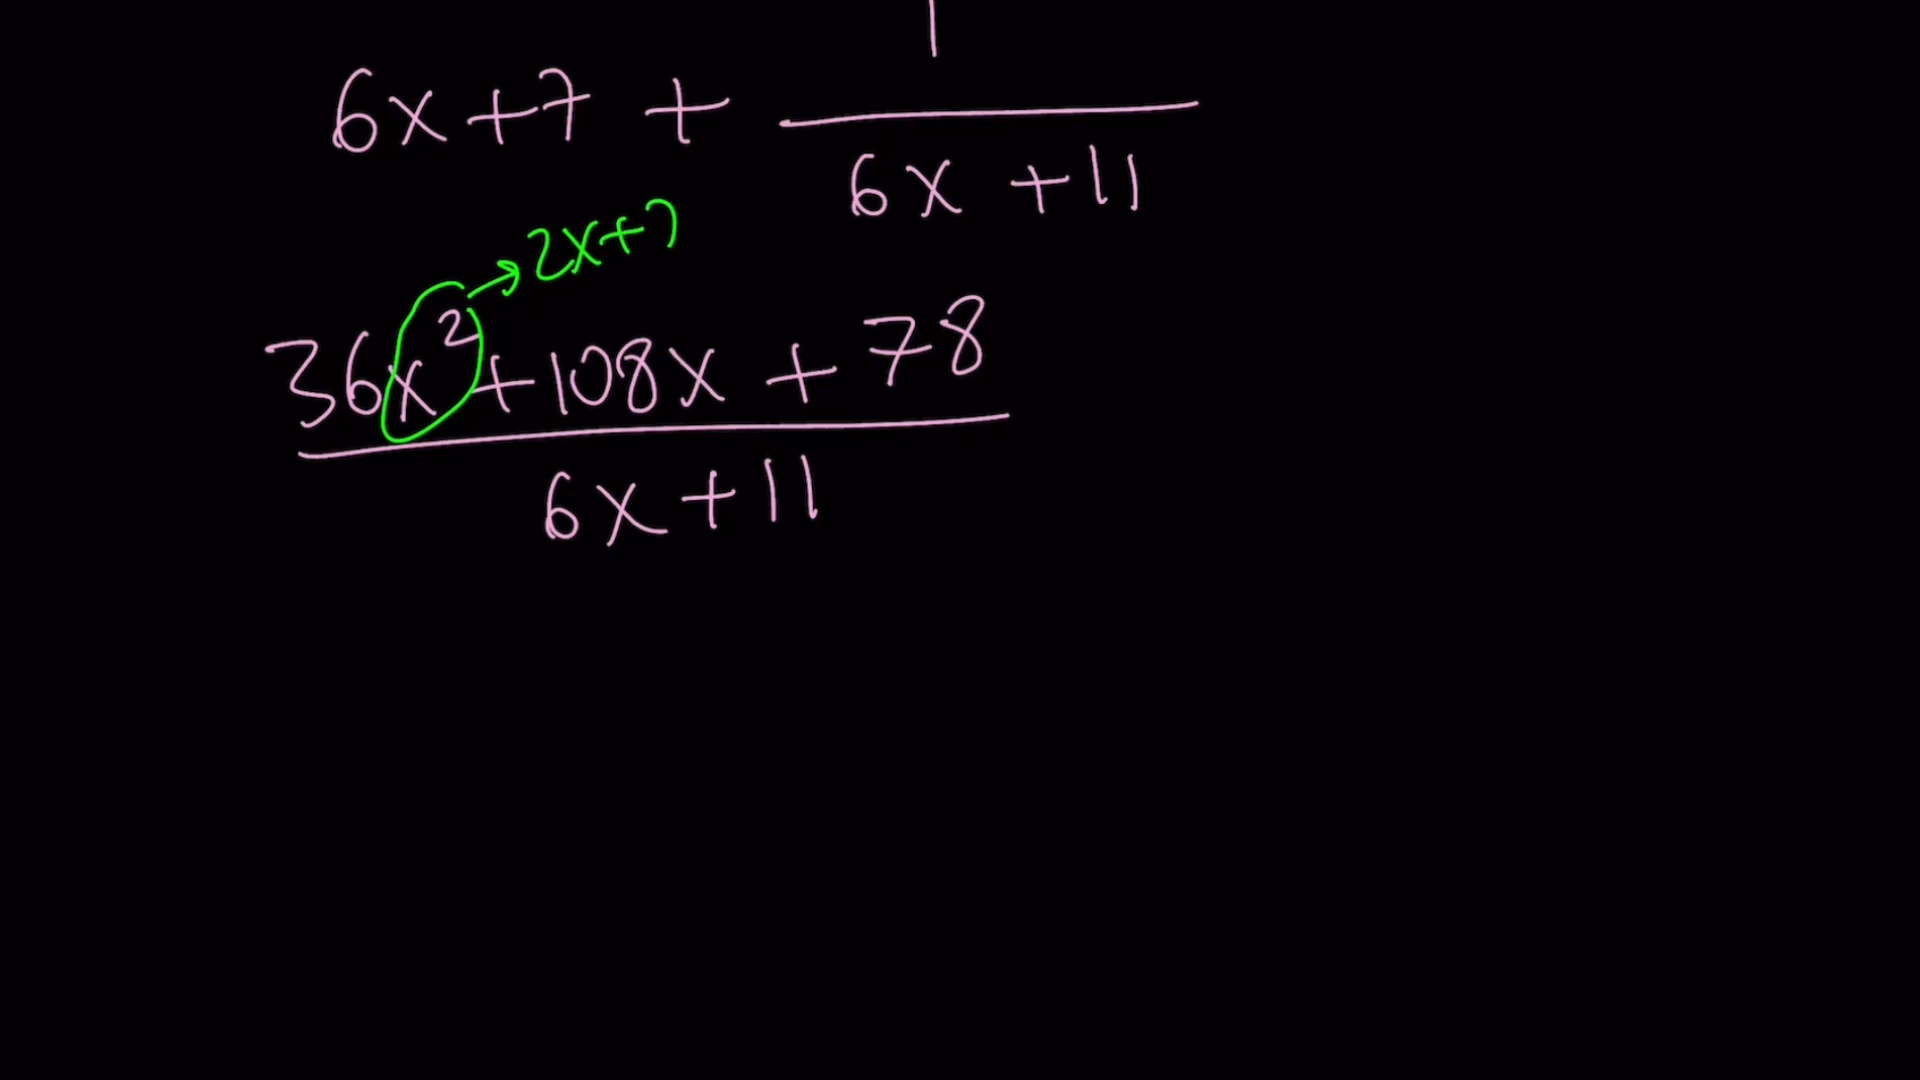 6x+7 + 1
6x +11
2x+7
36x²+108x + 78
6x+11